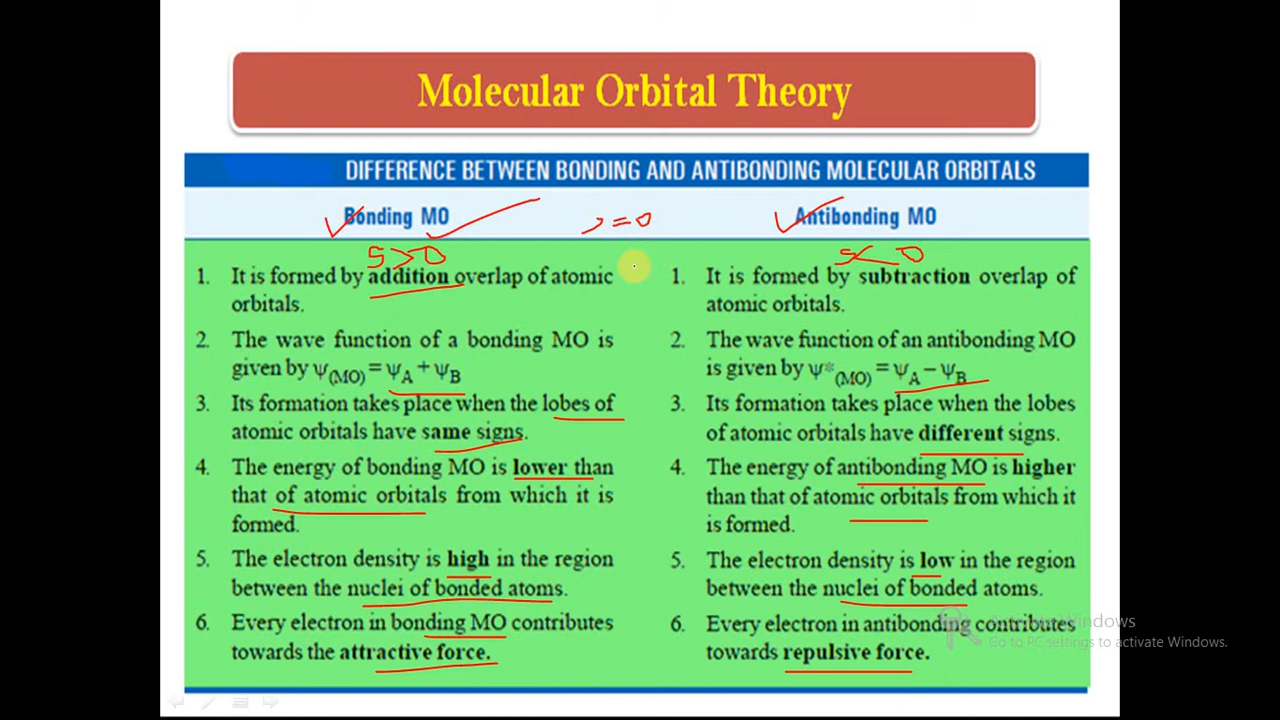 Molecular Orbital Theory
DIFFERENCE BETWEEN BONDING AND ANTIBONDING MOLECULAR ORBITALS
Bonding MO
S>0
1. It is formed by addition overlap of atomic
orbitals.
2. The wave function of a bonding MO is
given by ψ(MO) = ψA + ψB
3. Its formation takes place when the lobes of
atomic orbitals have same signs.
4. The energy of bonding MO is lower than
that of atomic orbitals from which it is
formed.
5. The electron density is high in the region
between the nuclei of bonded atoms.
6. Every electron in bonding MO contributes
towards the attractive force.
=0
Antibonding MO
S<0
1. It is formed by subtraction overlap of
atomic orbitals.
2. The wave function of an antibonding MO
is given by ψ*(MO) = ψA − ψB
3. Its formation takes place when the lobes
of atomic orbitals have different signs.
4. The energy of antibonding MO is higher
than that of atomic orbitals from which it
is formed.
5. The electron density is low in the region
between the nuclei of bonded atoms.
6. Every electron in antibonding contributes
towards repulsive force.
Activate Windows
Go to PC settings to activate Windows.